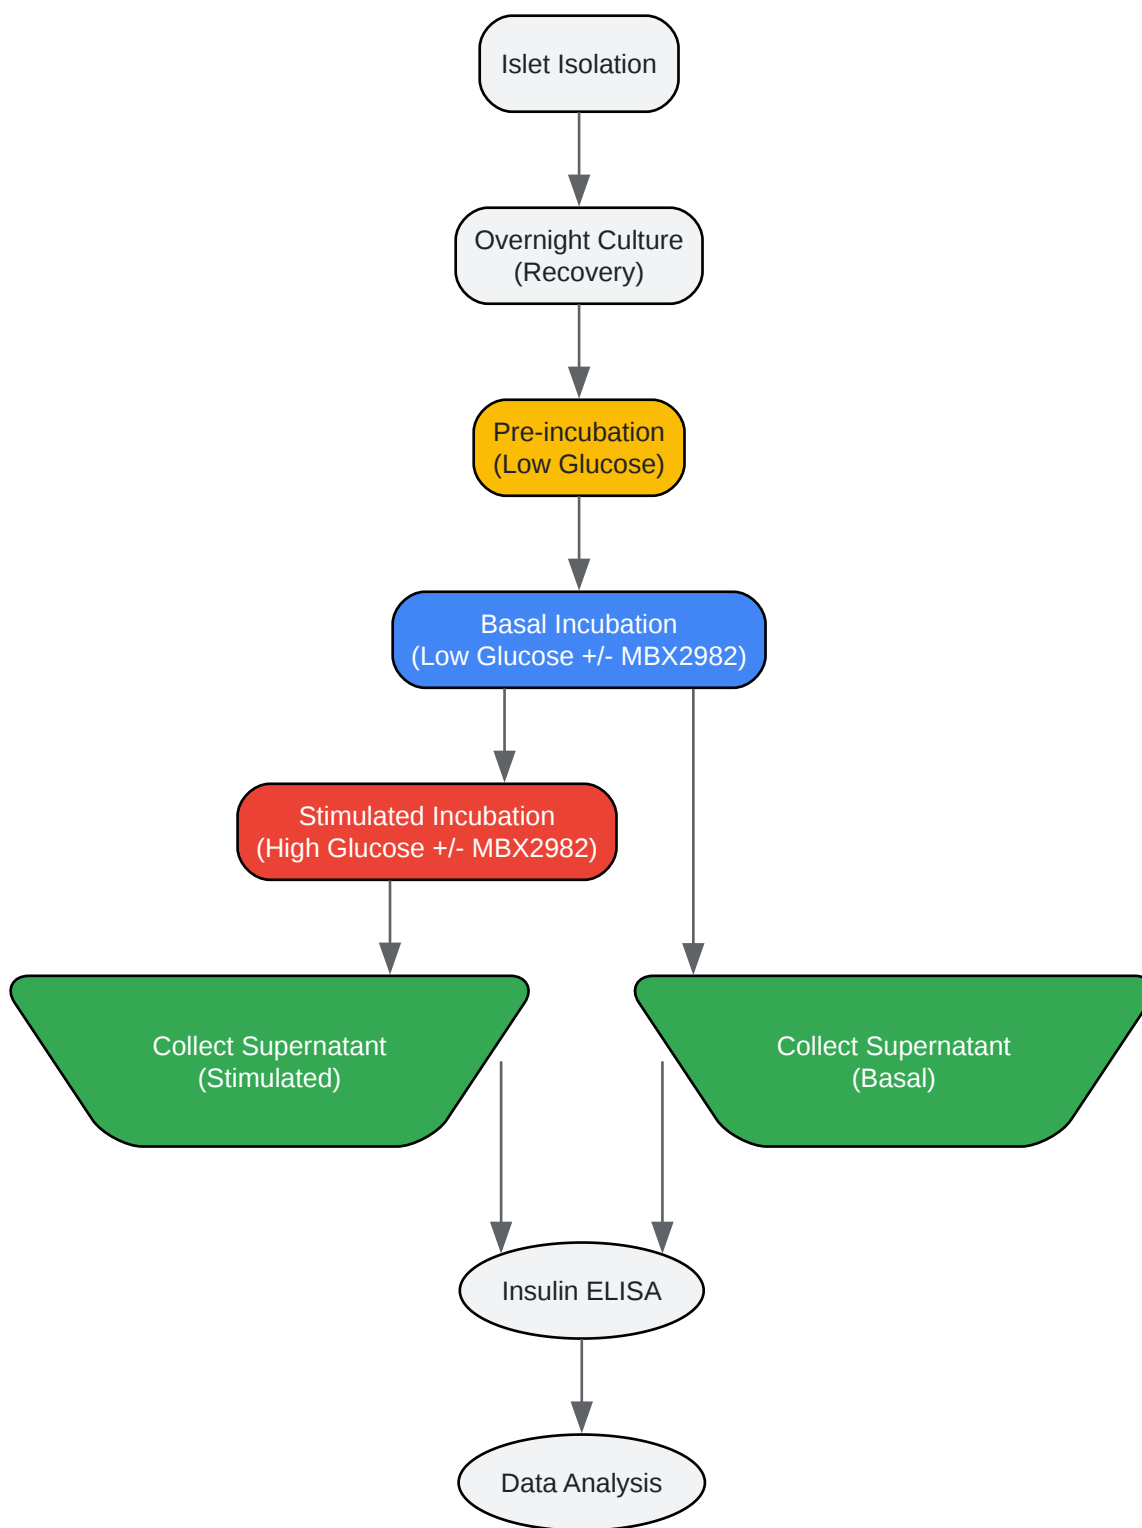 Islet Isolation
Overnight Culture
(Recovery)
Pre-incubation
(Low Glucose)
Basal Incubation
(Low Glucose +/- MBX2982)
Stimulated Incubation
(High Glucose +/- MBX2982)
Collect Supernatant
(Stimulated)
Collect Supernatant
(Basal)
Insulin ELISA
Data Analysis